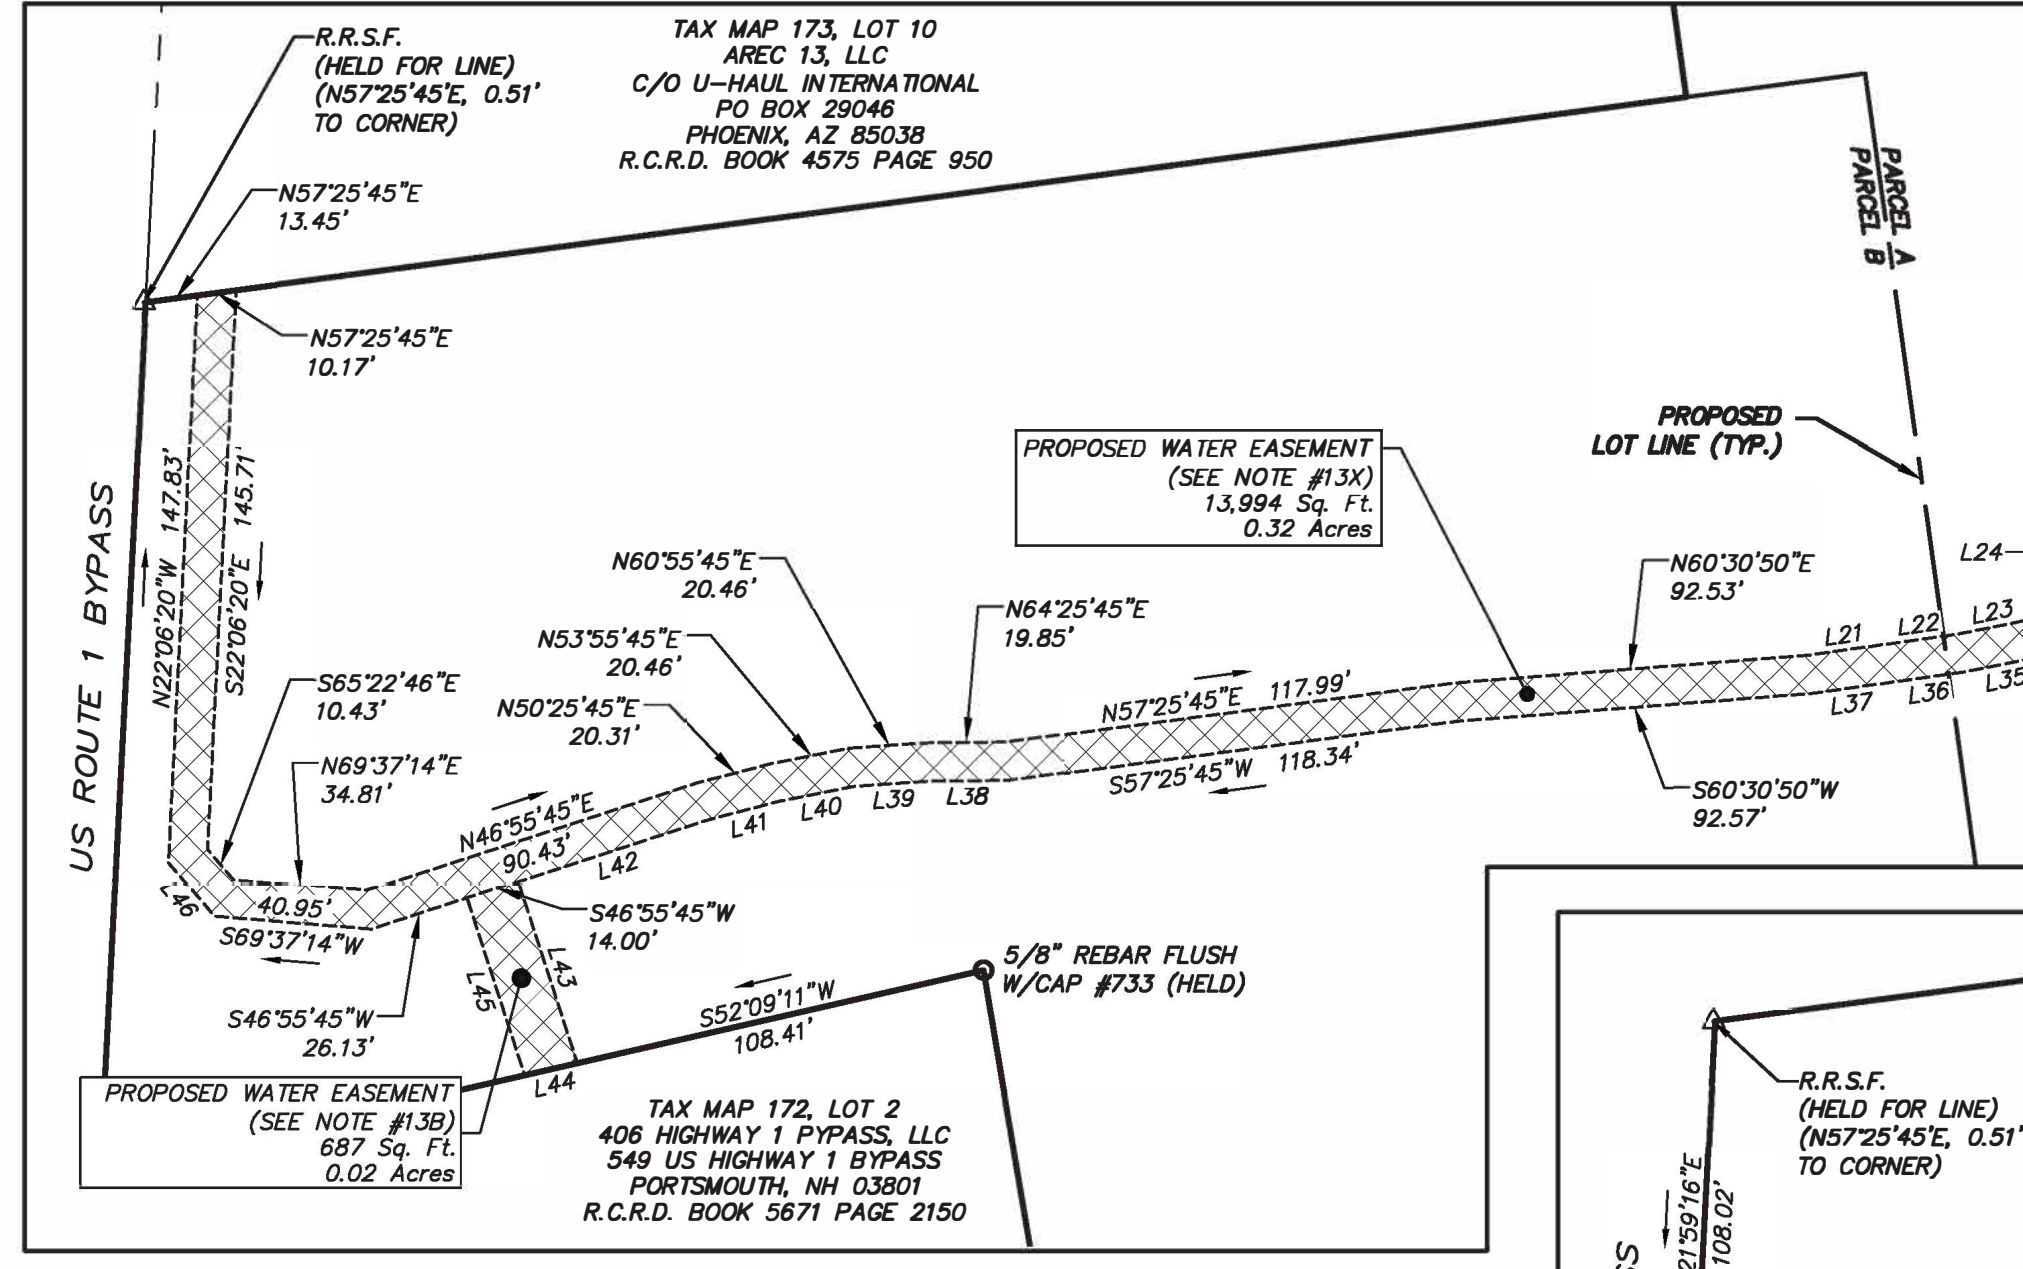 R.R.S.F.
(HELD FOR LINE)
(N57°25'45'E, 0.51'
TO CORNER)
TAX MAP 173, LOT 10
AREC 13, LLC
C/O U-HAUL INTERNATIONAL
PO BOX 29046
PHOENIX, AZ 85038
R.C.R.D. BOOK 4575 PAGE 950
N57°25'45"E
13.45'
N57°25'45"E
10.17'
PARCEL A
PARCEL B
PROPOSED
LOT LINE (TYP.)
PROPOSED WATER EASEMENT
(SEE NOTE #13X)
13,994 Sq. Ft.
0.32 Acres
US ROUTE 1 BYPASS
N22°06'20"W 147.83'
S22°06'20"E 145.71'
N60°55'45"E
20.46'
N64°25'45"E
19.85'
N53°55'45"E
20.46'
N50°25'45"E
20.31'
N60°30'50"E
92.53'
L24
L21
L22
L23
S65°22'46"E
10.43'
N69°37'14"E
34.81'
N57°25'45"E 117.99'
S57°25'45"W 118.34'
L37
L36
L35
S60°30'50"W
92.57'
N46°55'45"E
90.43'
L42
L41
L40
L39
L38
L46
40.95'
S69°37'14"W
S46°55'45"W
14.00'
L43
L45
S46°55'45"W
26.13'
5/8" REBAR FLUSH
W/CAP #733 (HELD)
S52°09'11"W
108.41'
L44
PROPOSED WATER EASEMENT
(SEE NOTE #13B)
687 Sq. Ft.
0.02 Acres
TAX MAP 172, LOT 2
406 HIGHWAY 1 PYPASS, LLC
549 US HIGHWAY 1 BYPASS
PORTSMOUTH, NH 03801
R.C.R.D. BOOK 5671 PAGE 2150
R.R.S.F.
(HELD FOR LINE)
(N57°25'45'E, 0.51'
TO CORNER)
21°59'16"E
108.02'
SS